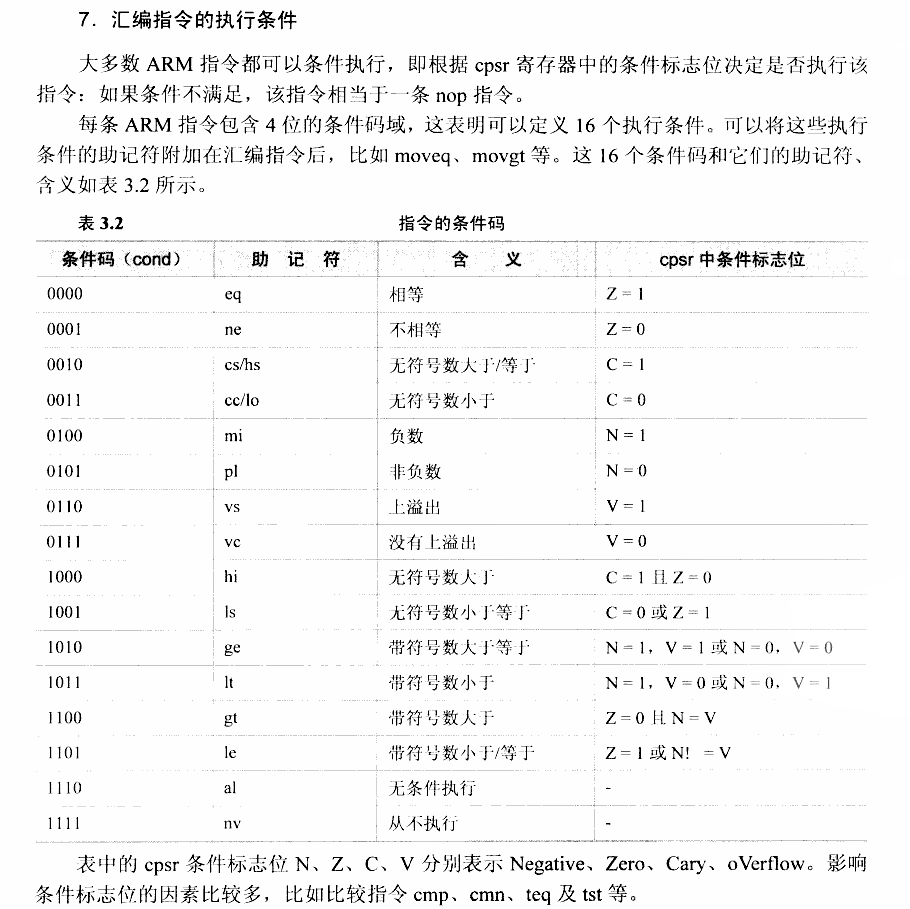 7．汇编指令的执行条件
大多数 ARM 指令都可以条件执行，即根据 cpsr 寄存器中的条件标志位决定是否执行该
指令：如果条件不满足，该指令相当于一条 nop 指令。
每条 ARM 指令包含 4 位的条件码域，这表明可以定义 16 个执行条件。可以将这些执行
条件的助记符附加在汇编指令后，比如 moveq、movgt 等。这 16 个条件码和它们的助记符、
含义如表 3.2 所示。
表 3.2 指令的条件码
条件码（cond） 助 记 符 含 义 cpsr 中条件标志位
0000 eq 相等 Z = 1
0001 ne 不相等 Z = 0
0010 cs/hs 无符号数大于/等于 C = 1
0011 cc/lo 无符号数小于 C = 0
0100 mi 负数 N = 1
0101 pl 非负数 N = 0
0110 vs 上溢出 V = 1
0111 vc 没有上溢出 V = 0
1000 hi 无符号数大于 C = 1 且 Z = 0
1001 ls 无符号数小于等于 C = 0 或 Z = 1
1010 ge 带符号数大于等于 N = 1，V = 1 或 N = 0，V = 0
1011 lt 带符号数小于 N = 1，V = 0 或 N = 0，V = 1
1100 gt 带符号数大于 Z = 0 且 N = V
1101 le 带符号数小于/等于 Z = 1 或 N! = V
1110 al 无条件执行 -
1111 nv 从不执行 -
表中的 cpsr 条件标志位 N、Z、C、V 分别表示 Negative、Zero、Cary、oVerflow。影响
条件标志位的因素比较多，比如比较指令 cmp、cmn、teq 及 tst 等。